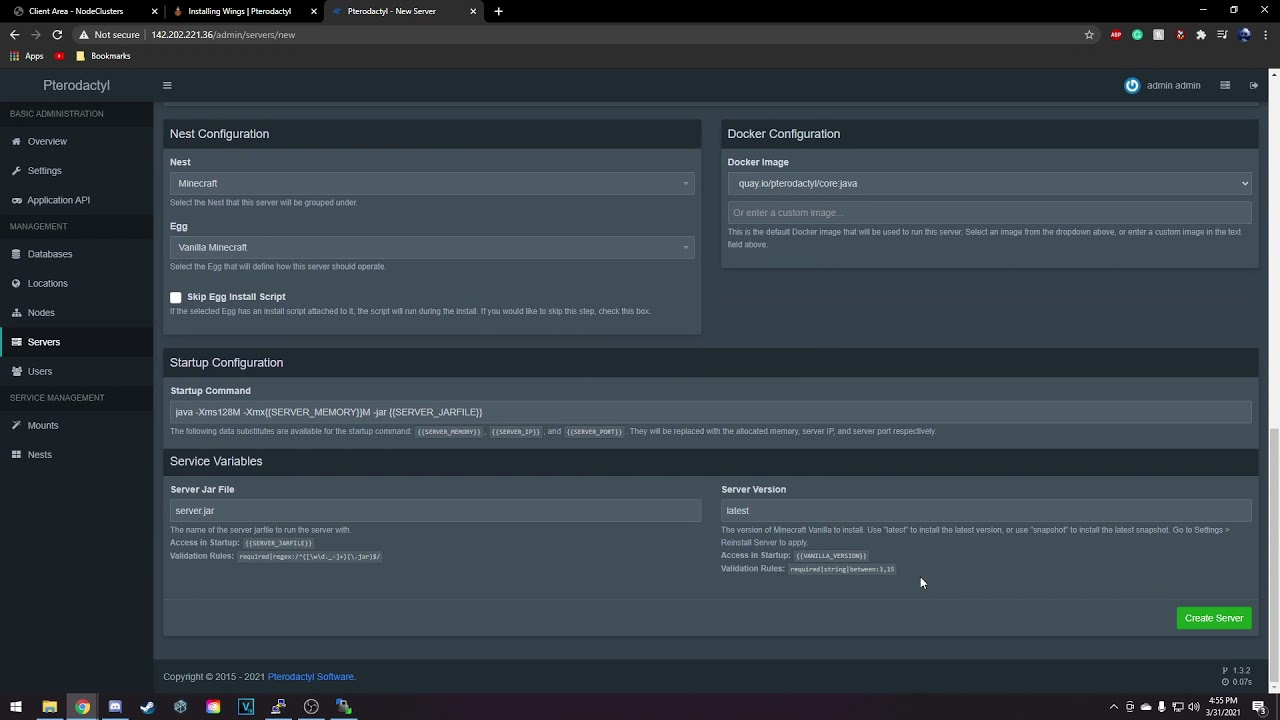 Client Area - NodeClusters
Installing Wings | Pterodactyl
Pterodactyl - New Server
Not secure
142.202.221.36/admin/servers/new
ABP
Apps
Bookmarks
Pterodactyl
admin admin
BASIC ADMINISTRATION
Overview
Settings
Application API
MANAGEMENT
Databases
Locations
Nodes
Servers
Users
SERVICE MANAGEMENT
Mounts
Nests
Nest Configuration
Nest
Minecraft
Select the Nest that this server will be grouped under.
Egg
Vanilla Minecraft
Select the Egg that will define how this server should operate.
Skip Egg Install Script
If the selected Egg has an install script attached to it, the script will run during the install. If you would like to skip this step, check this box.
Docker Configuration
Docker Image
quay.io/pterodactyl/core:java
Or enter a custom image...
This is the default Docker image that will be used to run this server. Select an image from the dropdown above, or enter a custom image in the text
field above.
Startup Configuration
Startup Command
java -Xms128M -Xmx{{SERVER_MEMORY}}M -jar {{SERVER_JARFILE}}
The following data substitutes are available for the startup command: {{SERVER_MEMORY}}, {{SERVER_IP}}, and {{SERVER_PORT}}. They will be replaced with the allocated memory, server IP, and server port respectively.
Service Variables
Server Jar File
server.jar
The name of the server jarfile to run the server with.
Access in Startup: {{SERVER_JARFILE}}
Validation Rules: required|regex:/^([\w\d._-]+)(\.jar)$/
Server Version
latest
The version of Minecraft Vanilla to install. Use "latest" to install the latest version, or use "snapshot" to install the latest snapshot. Go to Settings >
Reinstall Server to apply.
Access in Startup: {{VANILLA_VERSION}}
Validation Rules: required|string|between:3,15
Create Server
Copyright © 2015 - 2021 Pterodactyl Software.
1.3.2
0.07s
4:55 PM
3/31/2021